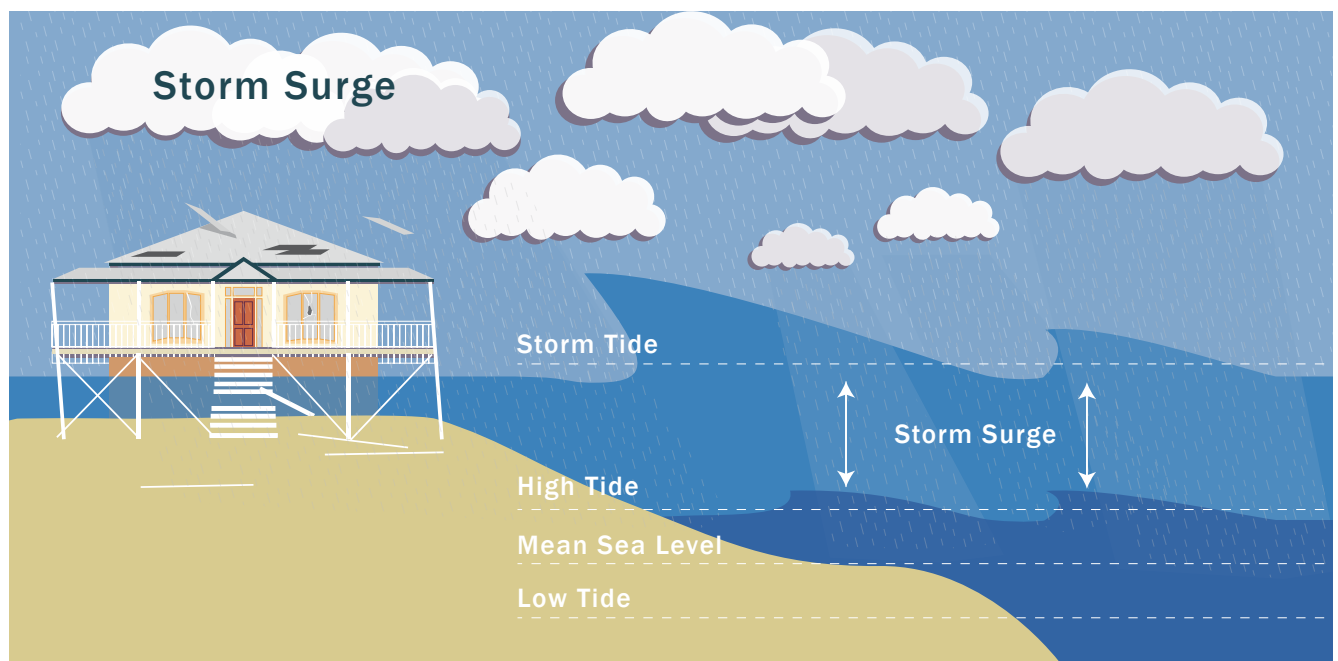 Storm Surge
Storm Tide
Storm Surge
High Tide
Mean Sea Level
Low Tide